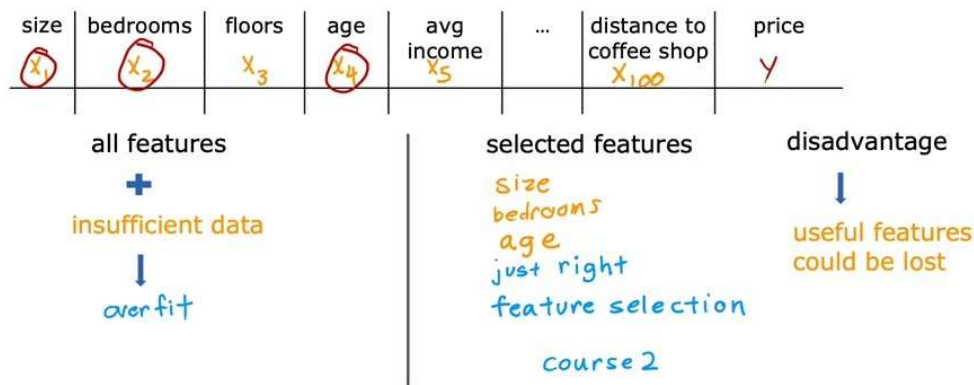 size bedrooms floors age avg income ... distance to coffee shop price
x₁ x₂ x₃ x₄ x₅ x₁₀₀ y
all features
+
insufficient data
overfit
selected features
size
bedrooms
age
just right
feature selection
course 2
disadvantage
useful features
could be lost